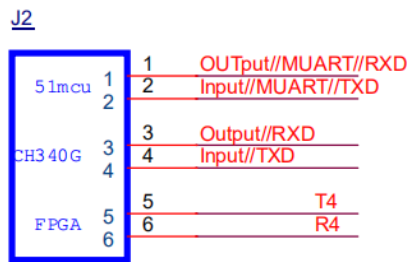 J2
1 OUTput//MUART//RXD
51mcu 1
2 Input//MUART//TXD
2
3 Output//RXD
CH340G 3
4 Input//TXD
4
5 T4
5
FPGA 6 R4
6